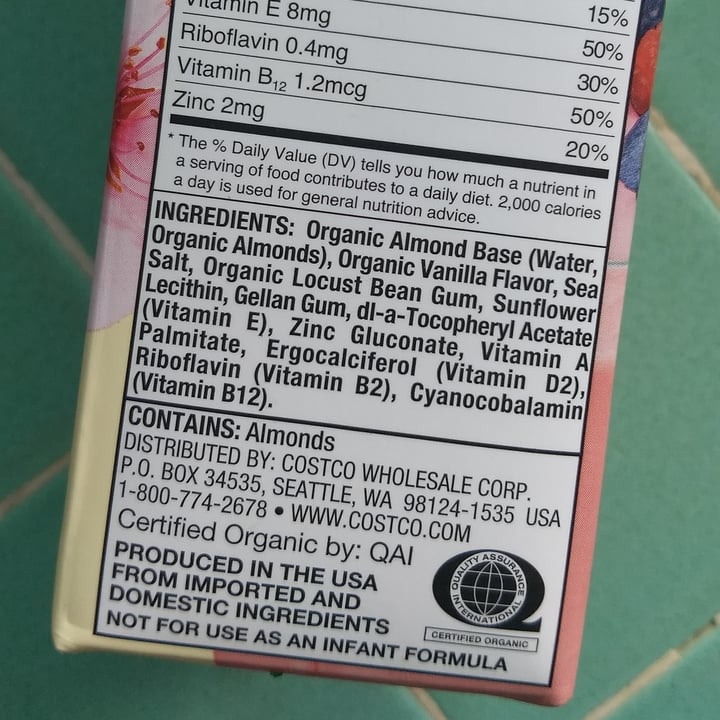 Vitamin E 8mg 15%
Riboflavin 0.4mg 50%
Vitamin B12 1.2mcg 30%
Zinc 2mg 50%
20%
* The % Daily Value (DV) tells you how much a nutrient in
a serving of food contributes to a daily diet. 2,000 calories
a day is used for general nutrition advice.
INGREDIENTS: Organic Almond Base (Water,
Organic Almonds), Organic Vanilla Flavor, Sea
Salt, Organic Locust Bean Gum, Sunflower
Lecithin, Gellan Gum, dl-a-Tocopheryl Acetate
(Vitamin E), Zinc Gluconate, Vitamin A
Palmitate, Ergocalciferol (Vitamin D2),
Riboflavin (Vitamin B2), Cyanocobalamin
(Vitamin B12).
CONTAINS: Almonds
DISTRIBUTED BY: COSTCO WHOLESALE CORP.
P.O. BOX 34535, SEATTLE, WA 98124-1535 USA
1-800-774-2678 • WWW.COSTCO.COM
Certified Organic by: QAI
PRODUCED IN THE USA
FROM IMPORTED AND
DOMESTIC INGREDIENTS
NOT FOR USE AS AN INFANT FORMULA
QUALITY ASSURANCE
INTERNATIONAL
CERTIFIED ORGANIC